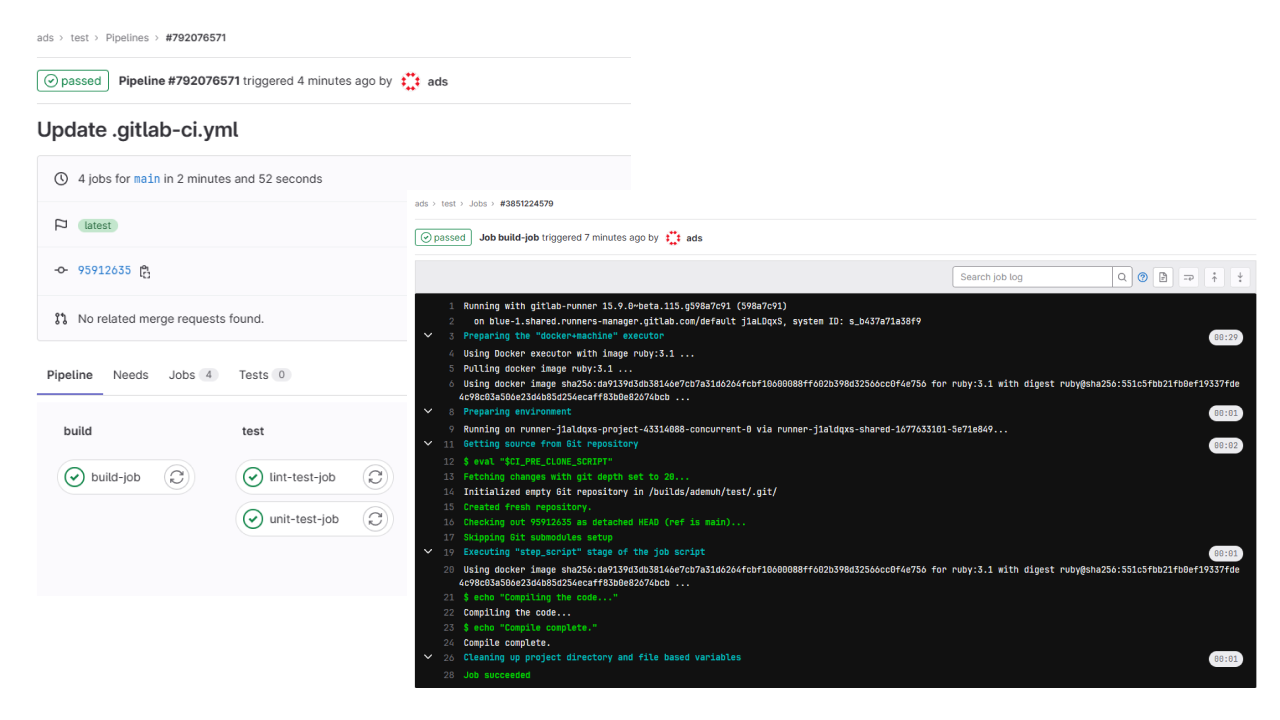 ads > test > Pipelines > #792076571
passed Pipeline #792076571 triggered 4 minutes ago by ads
Update .gitlab-ci.yml
4 jobs for main in 2 minutes and 52 seconds
latest
95912635
No related merge requests found.
Pipeline Needs Jobs 4 Tests 0
build test
build-job lint-test-job
unit-test-job
ads > test > Jobs > #3851224579
passed Job build-job triggered 7 minutes ago by ads
Search job log
1 Running with gitlab-runner 15.9.0~beta.115.g598a7c91 (598a7c91)
2 on blue-1.shared.runners-manager.gitlab.com/default j1aLDqxS, system ID: s_b437a71a38f9
3 Preparing the "docker+machine" executor 00:29
4 Using Docker executor with image ruby:3.1 ...
5 Pulling docker image ruby:3.1 ...
6 Using docker image sha256:da9139d3db38146e7cb7a31d6264fcbf10600088ff602b398d32566cc0f4e756 for ruby:3.1 with digest ruby@sha256:551c5fbb21fb0ef19337fde
4c98c03a506e23d4b85d254ecaff83b0e82674bcb ...
8 Preparing environment 00:01
9 Running on runner-j1aldqxs-project-43314088-concurrent-0 via runner-j1aldqxs-shared-1677633101-5e71e849...
11 Getting source from Git repository 00:02
12 $ eval "$CI_PRE_CLONE_SCRIPT"
13 Fetching changes with git depth set to 20...
14 Initialized empty Git repository in /builds/ademuh/test/.git/
15 Created fresh repository.
16 Checking out 95912635 as detached HEAD (ref is main)...
17 Skipping Git submodules setup
19 Executing "step_script" stage of the job script 00:01
20 Using docker image sha256:da9139d3db38146e7cb7a31d6264fcbf10600088ff602b398d32566cc0f4e756 for ruby:3.1 with digest ruby@sha256:551c5fbb21fb0ef19337fde
4c98c03a506e23d4b85d254ecaff83b0e82674bcb ...
21 $ echo "Compiling the code..."
22 Compiling the code...
23 $ echo "Compile complete."
24 Compile complete.
26 Cleaning up project directory and file based variables 00:01
28 Job succeeded